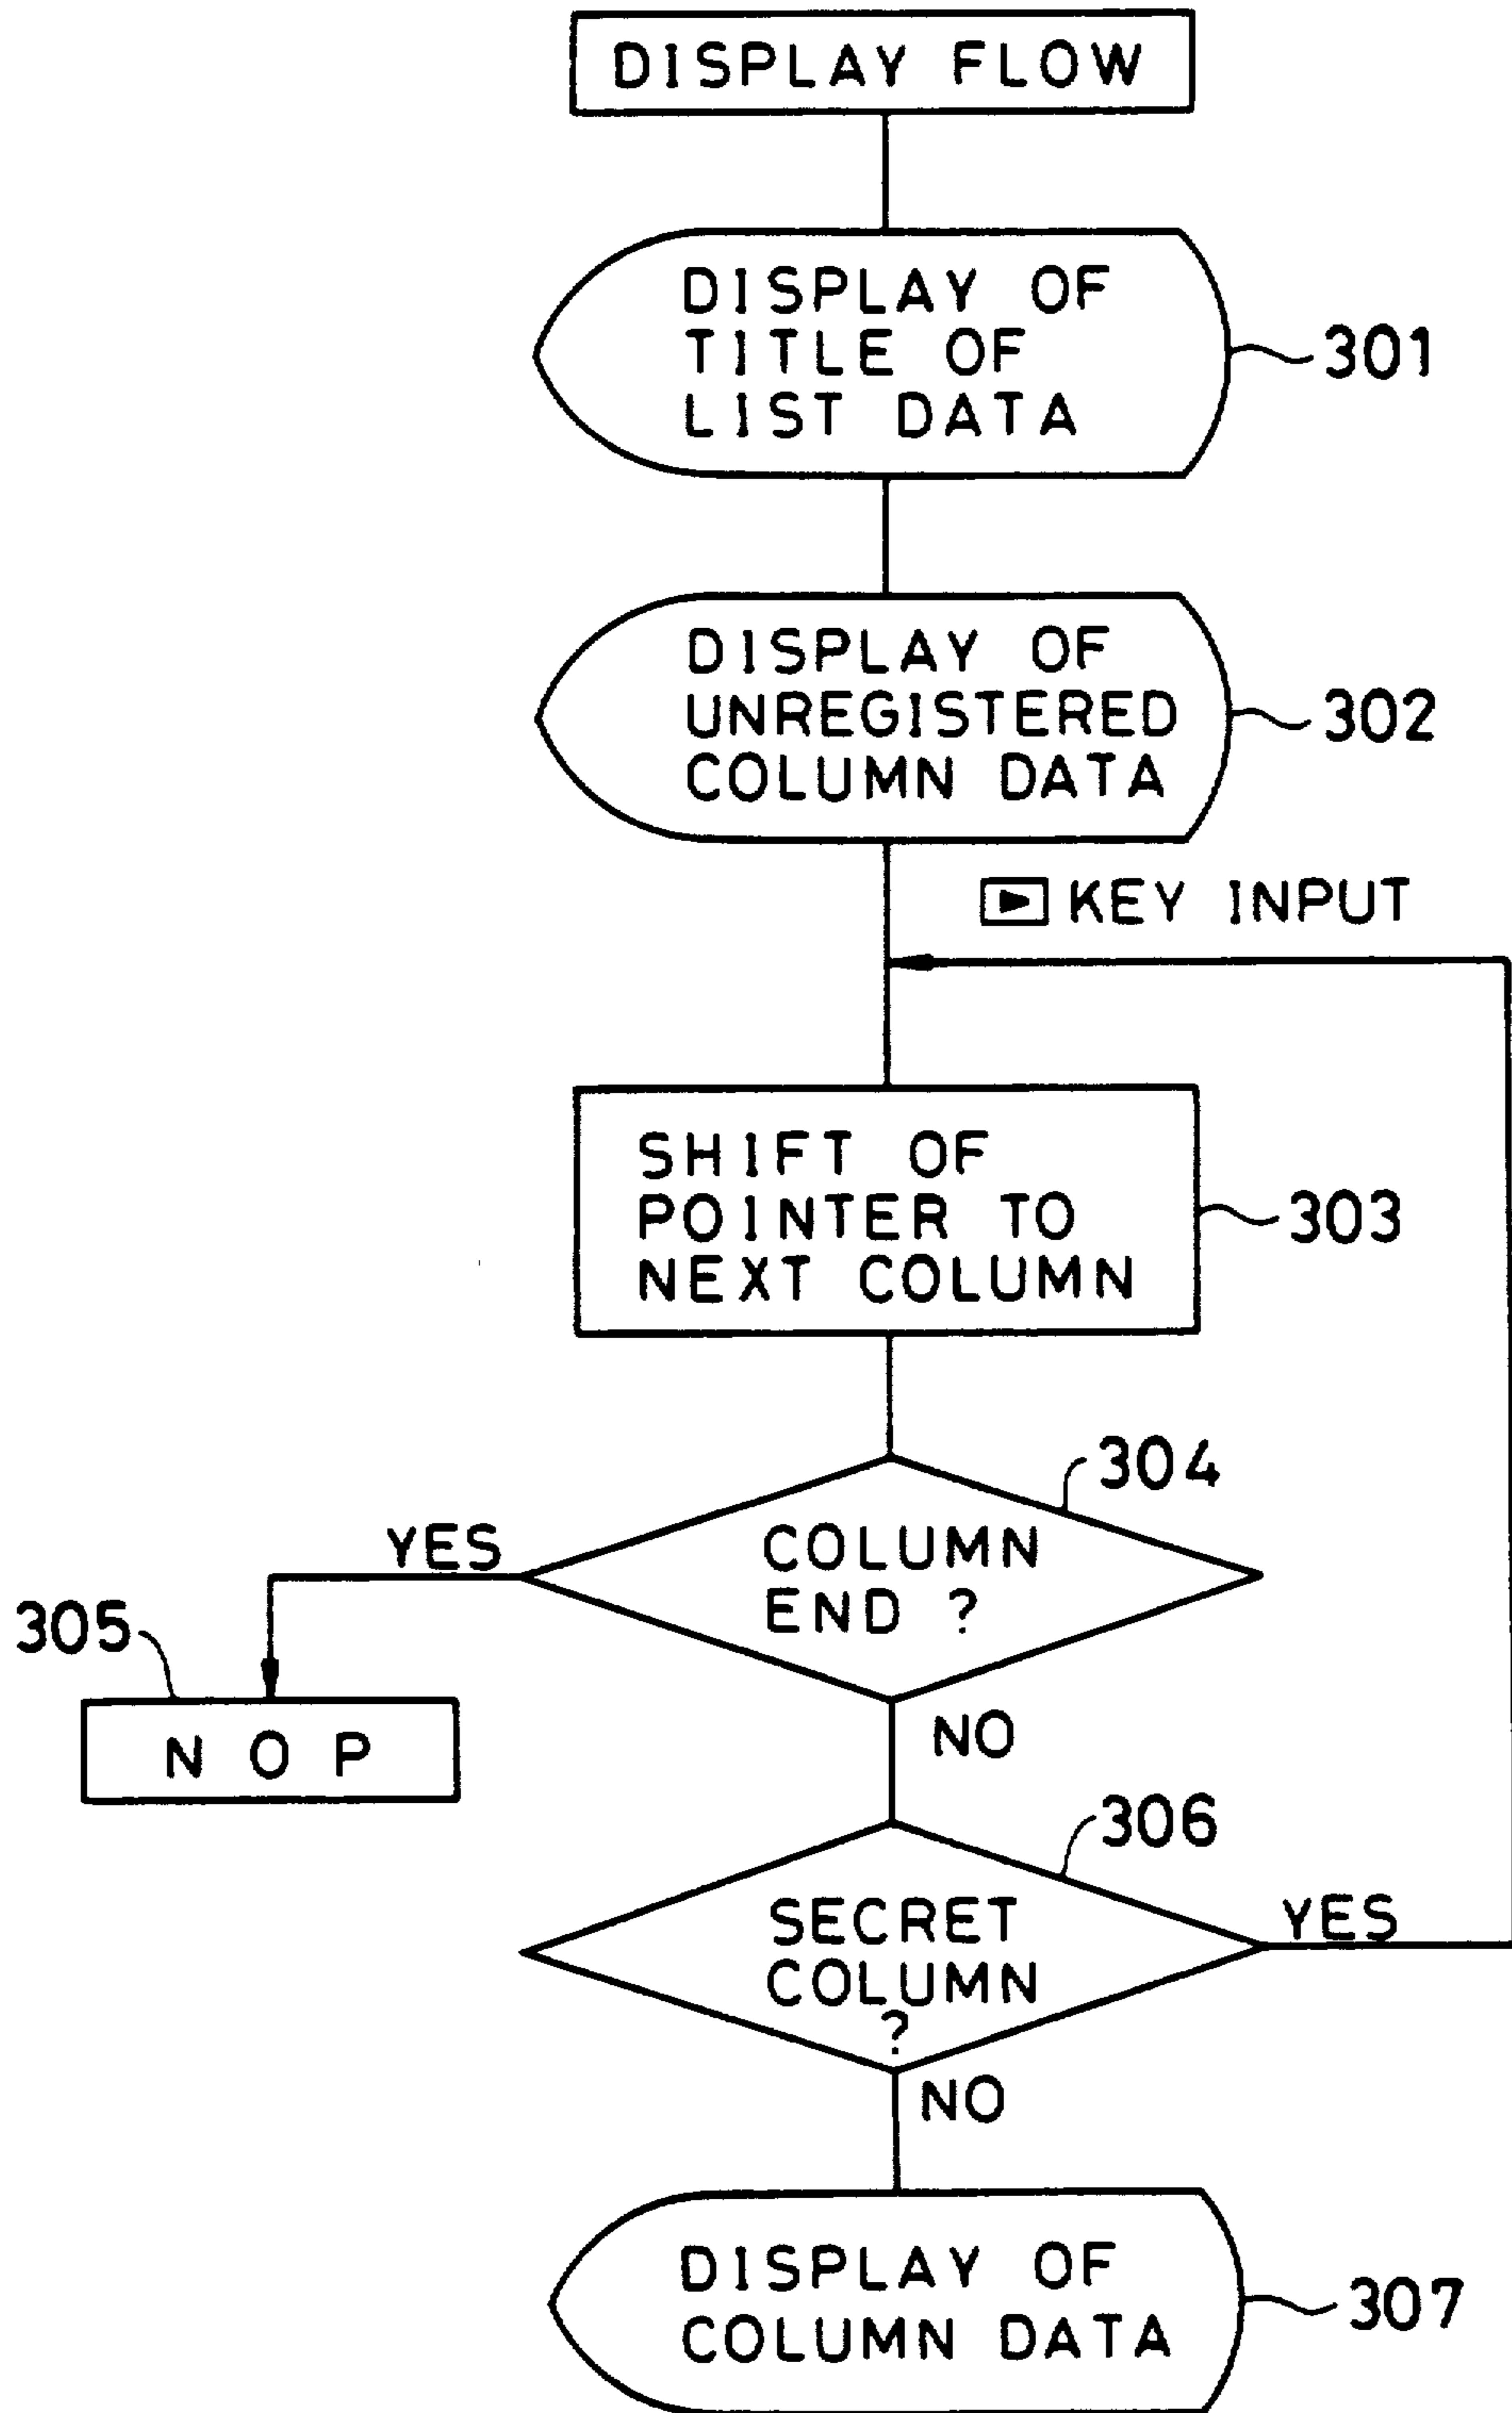 DISPLAY FLOW
DISPLAY OF
TITLE OF
LIST DATA
301
DISPLAY OF
UNREGISTERED
COLUMN DATA
302
KEY INPUT
SHIFT OF
POINTER TO
NEXT COLUMN
303
304
COLUMN
END ?
YES
305
N O P
NO
306
SECRET
COLUMN
?
YES
NO
DISPLAY OF
COLUMN DATA
307